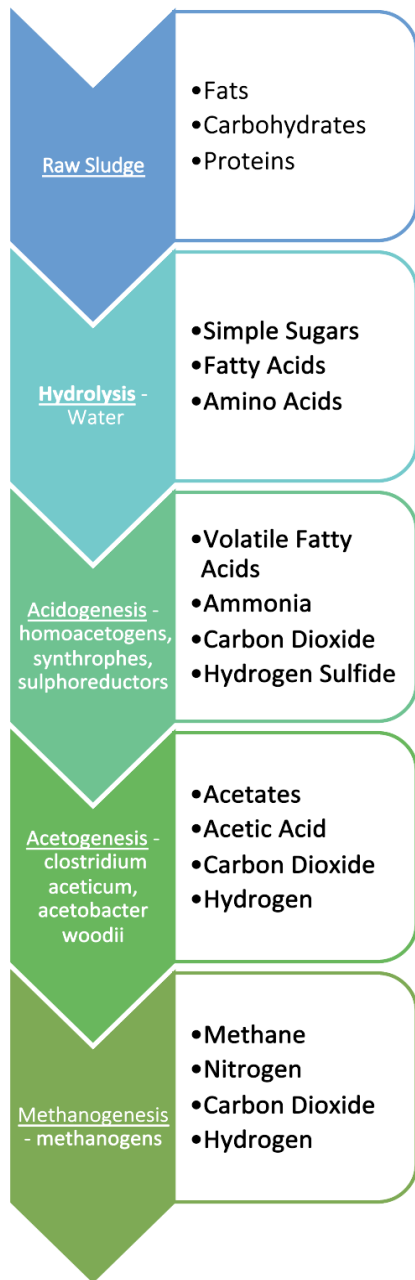 Raw Sludge
•Fats
•Carbohydrates
•Proteins
Hydrolysis -
Water
•Simple Sugars
•Fatty Acids
•Amino Acids
Acidogenesis -
homoacetogens,
synthrophes,
sulphoreductors
•Volatile Fatty
Acids
•Ammonia
•Carbon Dioxide
•Hydrogen Sulfide
Acetogenesis -
clostridium
aceticum,
acetobacter
woodii
•Acetates
•Acetic Acid
•Carbon Dioxide
•Hydrogen
Methanogenesis
- methanogens
•Methane
•Nitrogen
•Carbon Dioxide
•Hydrogen